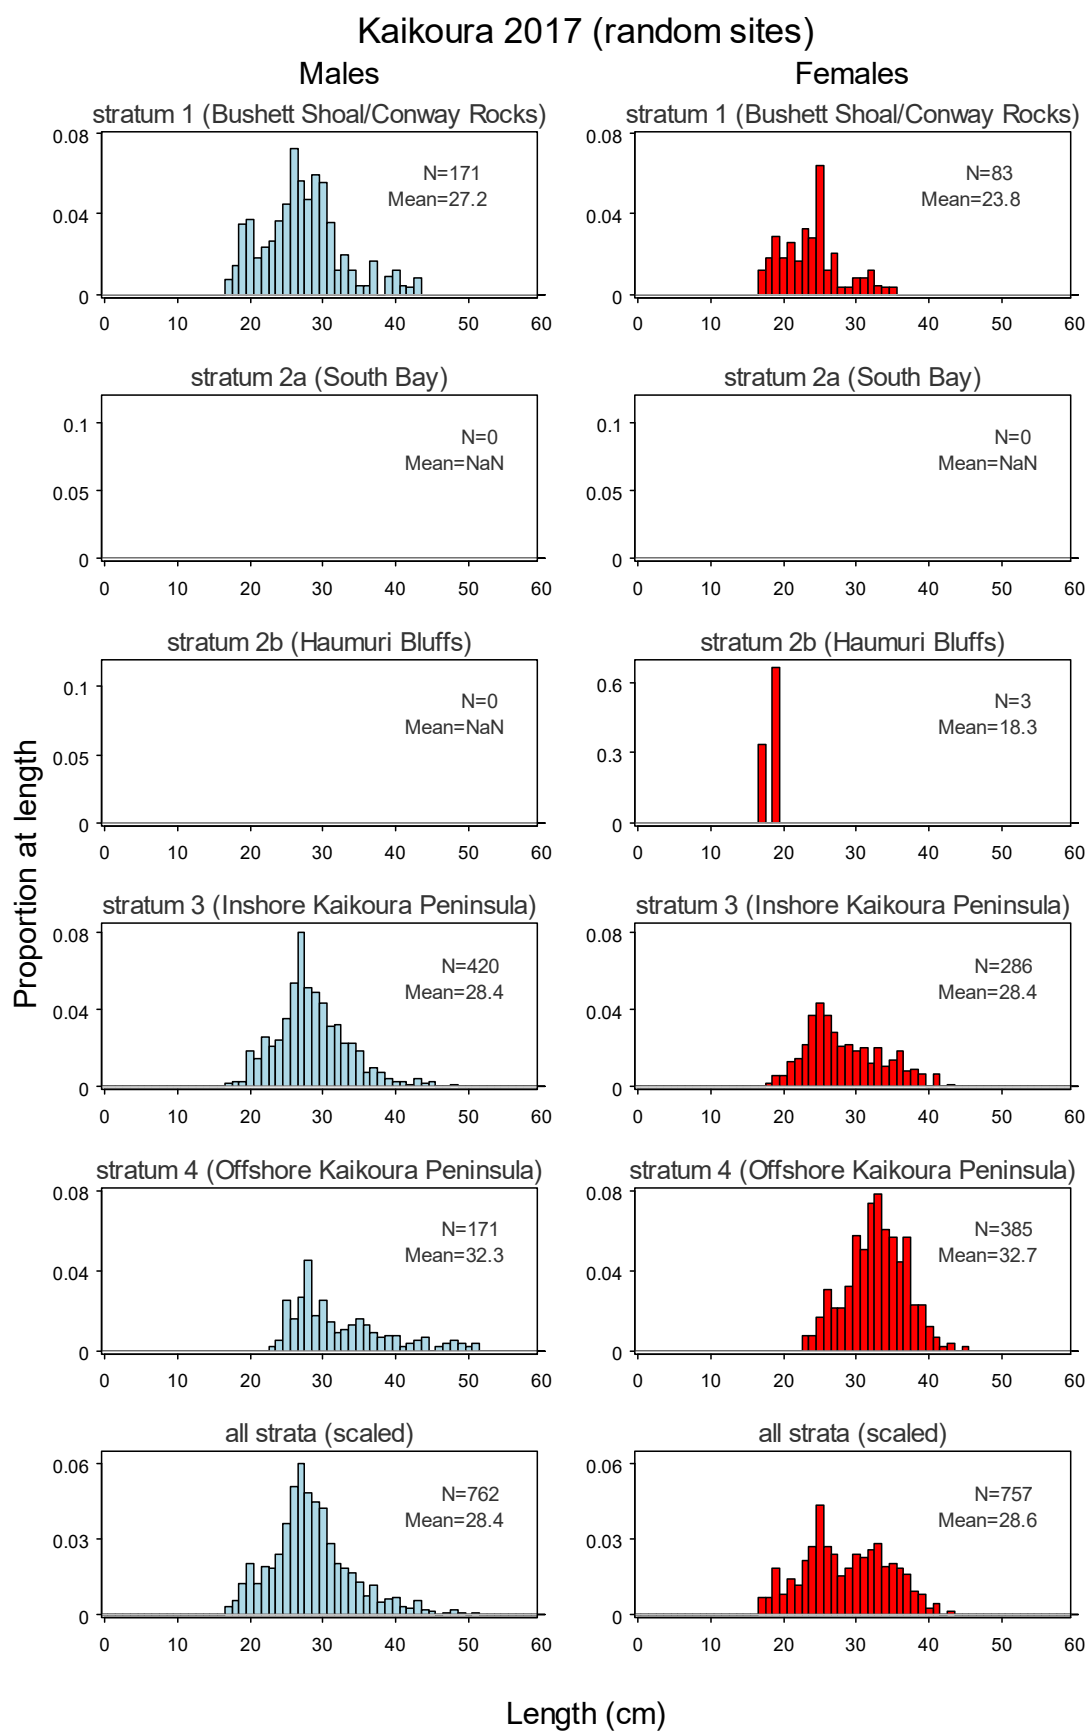 Kaikoura 2017 (random sites)
Males
Females
stratum 1 (Bushett Shoal/Conway Rocks)
0.08
0.04
0
N=171
Mean=27.2
0 10 20 30 40 50 60
stratum 1 (Bushett Shoal/Conway Rocks)
0.08
0.04
0
N=83
Mean=23.8
0 10 20 30 40 50 60
stratum 2a (South Bay)
0.1
0.05
0
N=0
Mean=NaN
0 10 20 30 40 50 60
stratum 2a (South Bay)
0.1
0.05
0
N=0
Mean=NaN
0 10 20 30 40 50 60
stratum 2b (Haumuri Bluffs)
0.1
0.05
0
N=0
Mean=NaN
0 10 20 30 40 50 60
stratum 2b (Haumuri Bluffs)
0.6
0.3
0
N=3
Mean=18.3
0 10 20 30 40 50 60
Proportion at length
stratum 3 (Inshore Kaikoura Peninsula)
0.08
0.04
0
N=420
Mean=28.4
0 10 20 30 40 50 60
stratum 3 (Inshore Kaikoura Peninsula)
0.08
0.04
0
N=286
Mean=28.4
0 10 20 30 40 50 60
stratum 4 (Offshore Kaikoura Peninsula)
0.08
0.04
0
N=171
Mean=32.3
0 10 20 30 40 50 60
stratum 4 (Offshore Kaikoura Peninsula)
0.08
0.04
0
N=385
Mean=32.7
0 10 20 30 40 50 60
all strata (scaled)
0.06
0.03
0
N=762
Mean=28.4
0 10 20 30 40 50 60
all strata (scaled)
0.06
0.03
0
N=757
Mean=28.6
0 10 20 30 40 50 60
Length (cm)